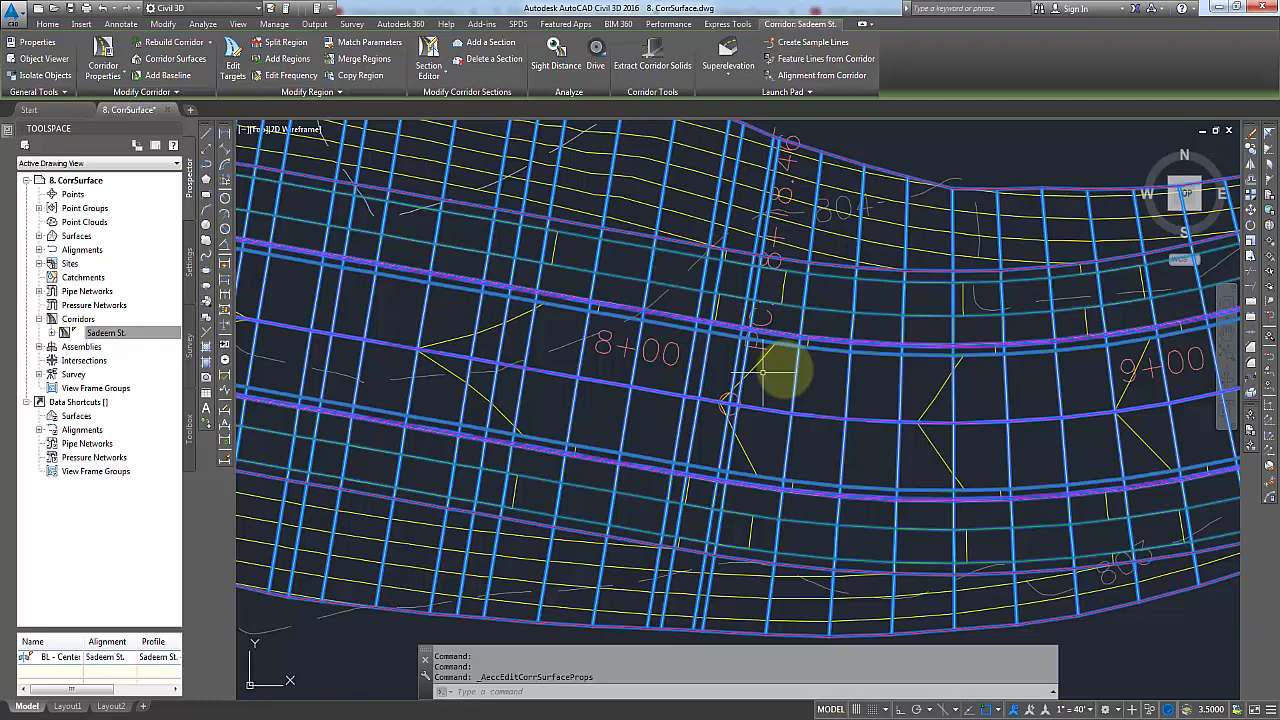 Civil 3D
Autodesk AutoCAD Civil 3D 2016   8. CorrSurface.dwg
Type a keyword or phrase
Sign In
Home
Insert
Annotate
Modify
Analyze
View
Manage
Output
Survey
Autodesk 360
Help
Add-ins
SPDS
Featured Apps
BIM 360
Performance
Express Tools
Corridor: Sadeem St.
Properties
Object Viewer
Isolate Objects
General Tools
Corridor Properties
Rebuild Corridor
Corridor Surfaces
Add Baseline
Modify Corridor
Edit Targets
Split Region
Add Regions
Edit Frequency
Match Parameters
Merge Regions
Copy Region
Modify Region
Section Editor
Add a Section
Delete a Section
Modify Corridor Sections
Sight Distance
Drive
Analyze
Extract Corridor Solids
Corridor Tools
Superelevation
Create Sample Lines
Feature Lines from Corridor
Alignment from Corridor
Launch Pad
Start
8. CorrSurface*
TOOLSPACE
Active Drawing View
8. CorrSurface
Points
Point Groups
Point Clouds
Surfaces
Alignments
Sites
Catchments
Pipe Networks
Pressure Networks
Corridors
Sadeem St.
Assemblies
Intersections
Survey
View Frame Groups
Data Shortcuts []
Surfaces
Alignments
Pipe Networks
Pressure Networks
View Frame Groups
Prospector
Settings
Survey
Toolbox
Name
Alignment
Profile
BL - Center
Sadeem St.
Sadeem St. -
[−][Top][2D Wireframe]
N
W
E
S
WCS
8+00
9+00
803
Y
X
Command:
Command:
Command: _AeccEditCorrSurfaceProps
Type a command
Model
Layout1
Layout2
MODEL
1" = 40'
3.5000